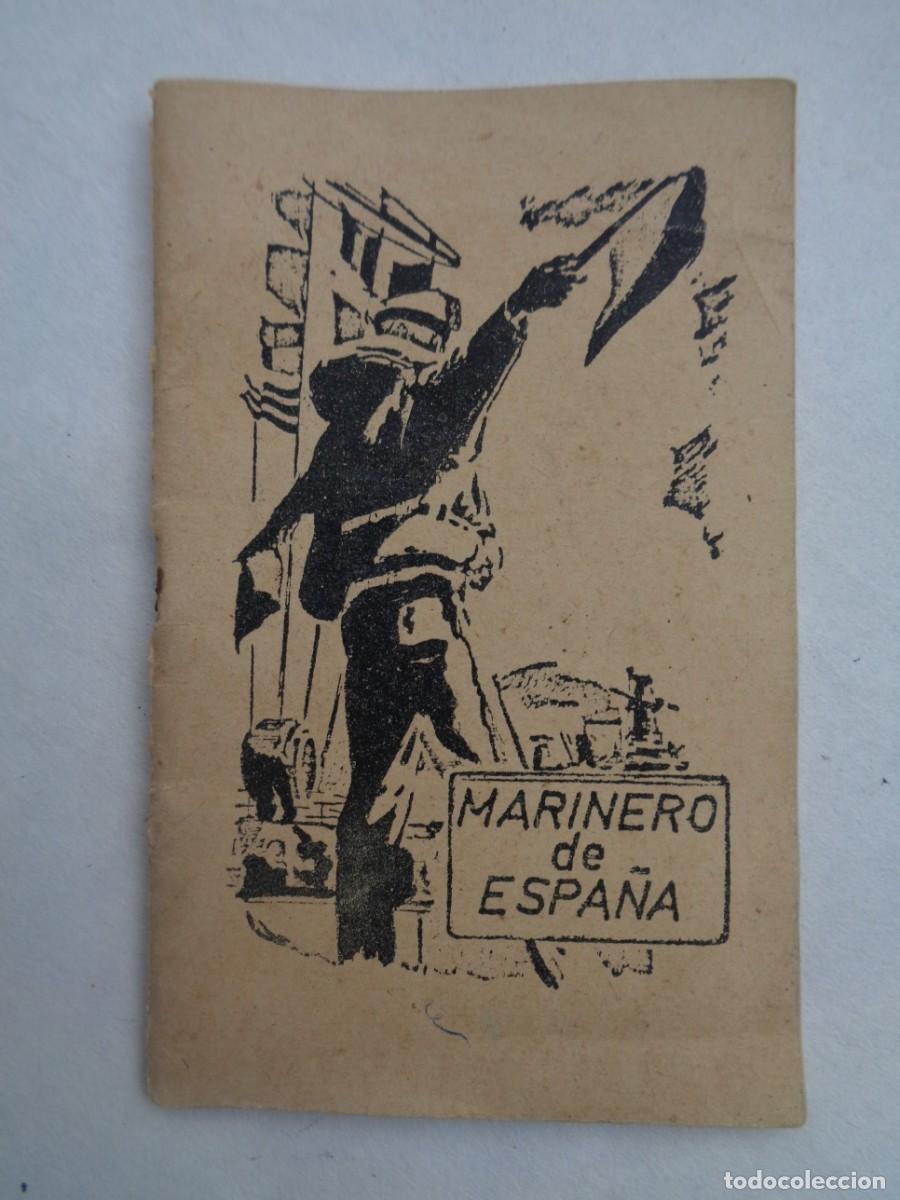 MARINERO
de
ESPAÑA
todocoleccion